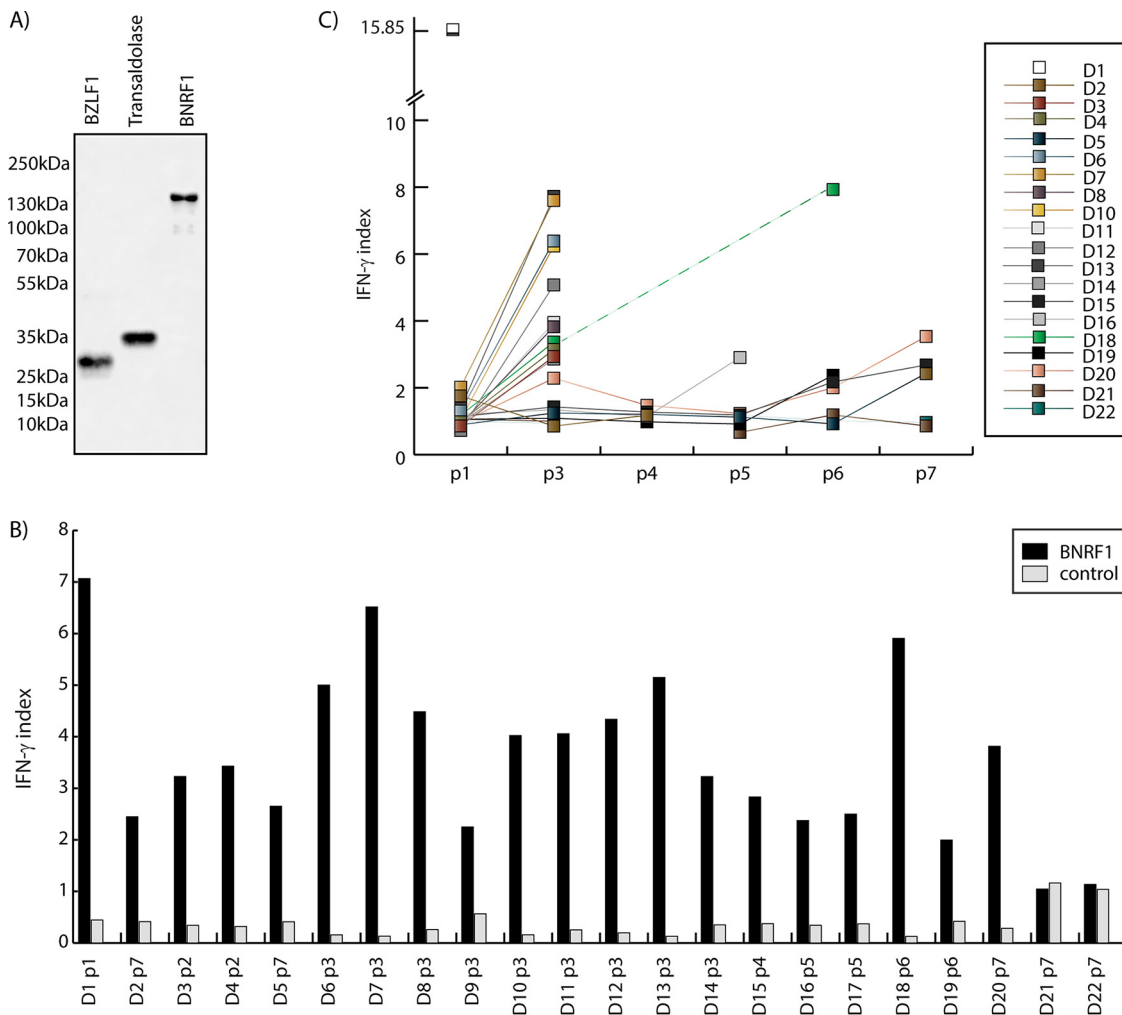 A)
BZLF1
Transaldolase
BNRF1
250kDa
130kDa
100kDa
70kDa
55kDa
35kDa
25kDa
15kDa
10kDa
C)
IFN-γ index
15.85
10
8
6
4
2
0
p1 p3 p4 p5 p6 p7
D1
D2
D3
D4
D5
D6
D7
D8
D10
D11
D12
D13
D14
D15
D16
D18
D19
D20
D21
D22
B)
IFN-γ index
8
7
6
5
4
3
2
1
0
BNRF1
control
D1 p1
D2 p7
D3 p2
D4 p2
D5 p7
D6 p3
D7 p3
D8 p3
D9 p3
D10 p3
D11 p3
D12 p3
D13 p3
D14 p3
D15 p4
D16 p5
D17 p5
D18 p6
D19 p6
D20 p7
D21 p7
D22 p7